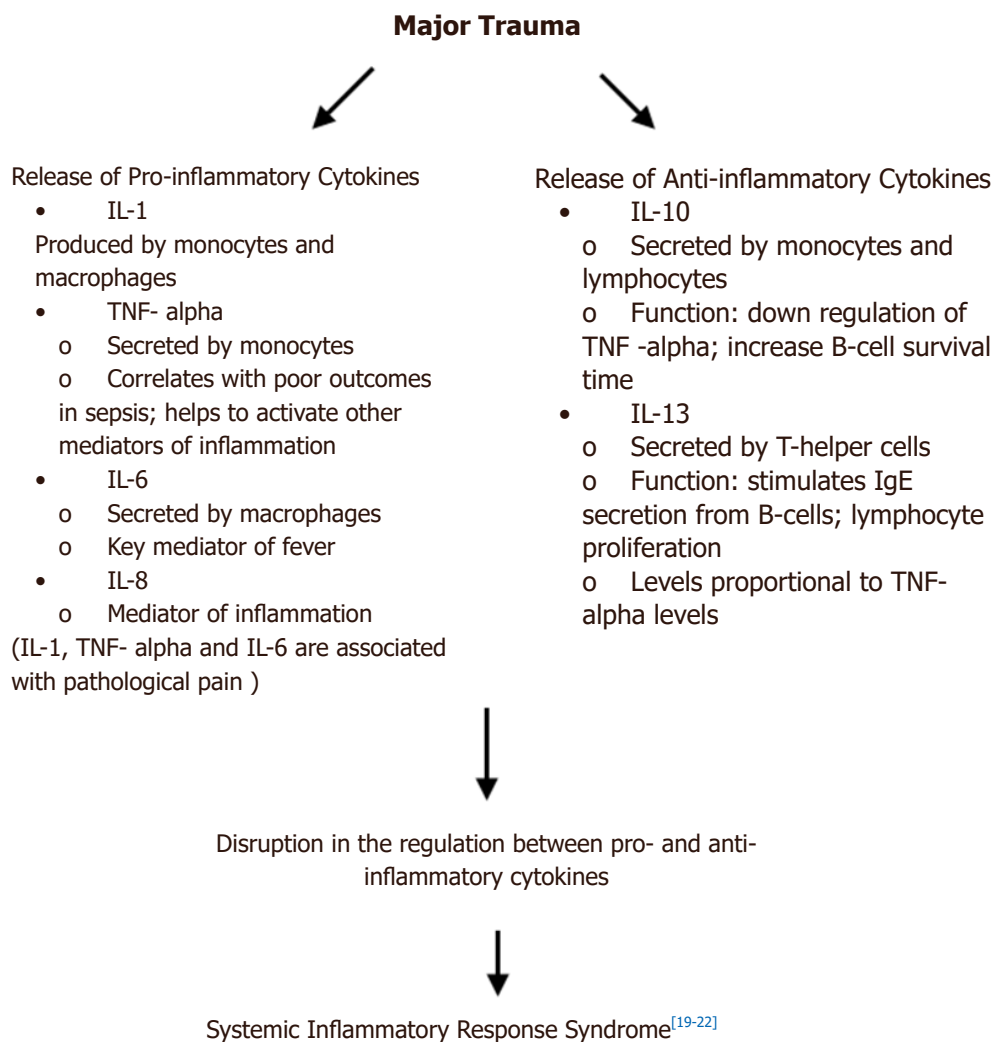 Major Trauma
Release of Pro-inflammatory Cytokines
• IL-1
Produced by monocytes and
macrophages
• TNF- alpha
o Secreted by monocytes
o Correlates with poor outcomes
in sepsis; helps to activate other
mediators of inflammation
• IL-6
o Secreted by macrophages
o Key mediator of fever
• IL-8
o Mediator of inflammation
(IL-1, TNF- alpha and IL-6 are associated
with pathological pain )
Release of Anti-inflammatory Cytokines
• IL-10
o Secreted by monocytes and
lymphocytes
o Function: down regulation of
TNF -alpha; increase B-cell survival
time
• IL-13
o Secreted by T-helper cells
o Function: stimulates IgE
secretion from B-cells; lymphocyte
proliferation
o Levels proportional to TNF-
alpha levels
Disruption in the regulation between pro- and anti-
inflammatory cytokines
Systemic Inflammatory Response Syndrome[19-22]